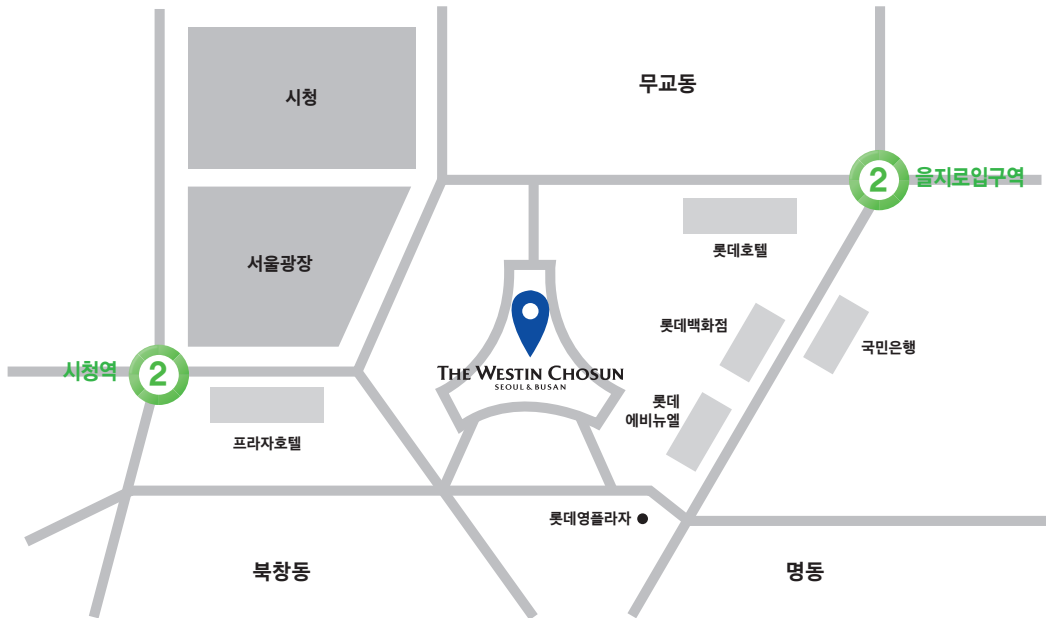 무교동
시청
2
을지로입구역
롯데호텔
서울광장
롯데백화점
국민은행
시청역
2
THE WESTIN CHOSUN
SEOUL & BUSAN
롯데
에비뉴엘
프라자호텔
롯데영플라자
북창동
명동